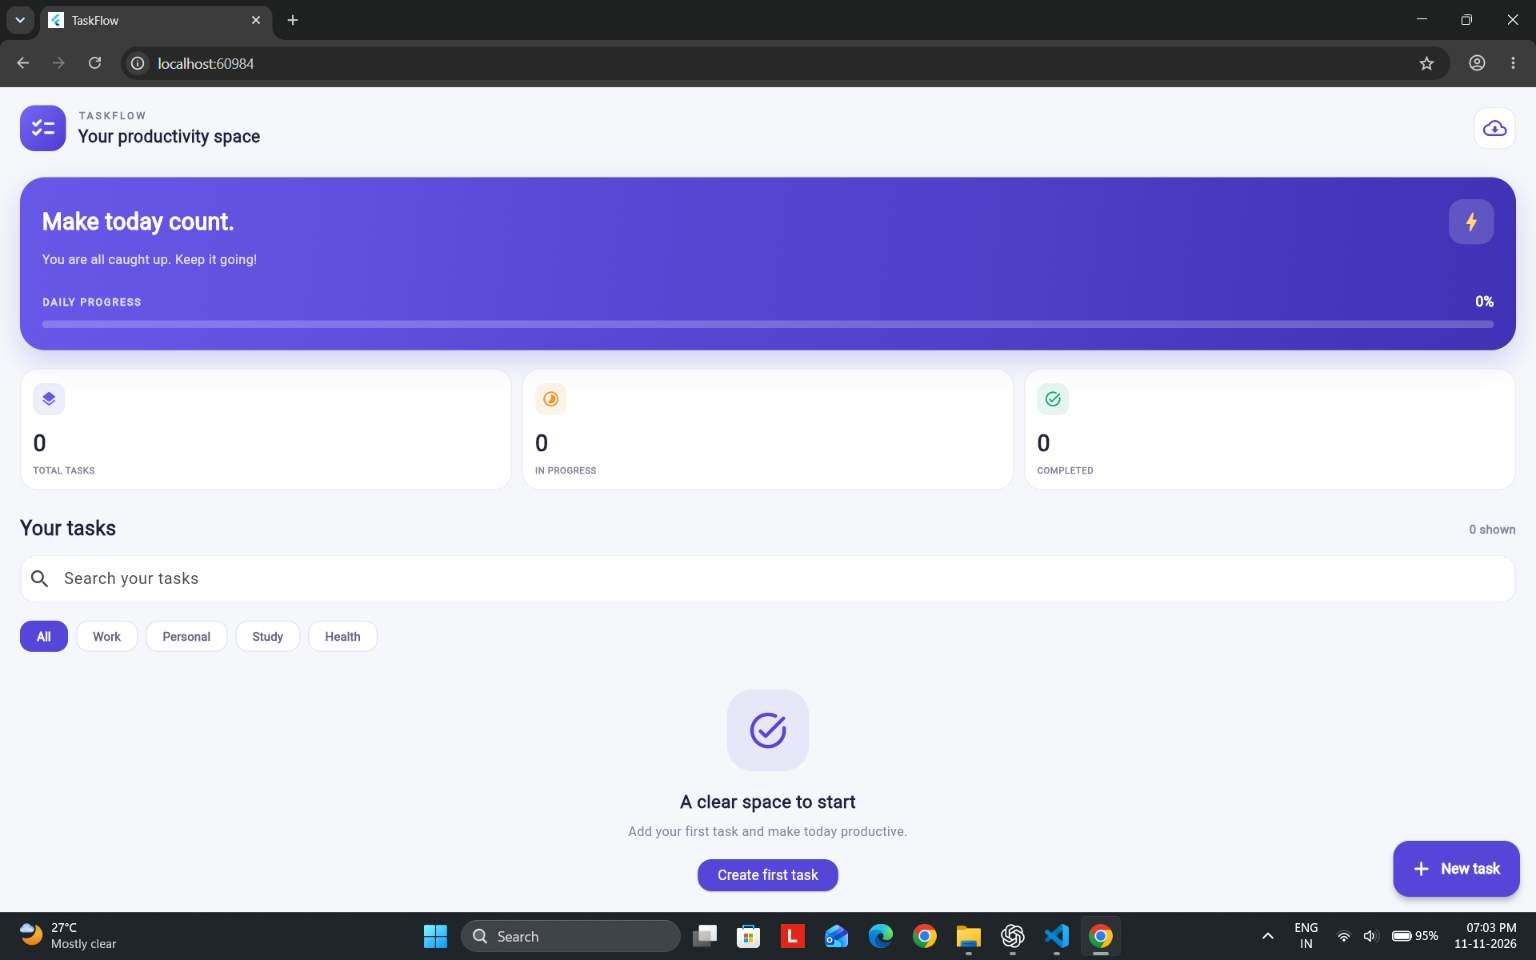 TaskFlow
localhost:60984
TASKFLOW
Your productivity space
Make today count.
You are all caught up. Keep it going!
DAILY PROGRESS
0%
0
TOTAL TASKS
0
IN PROGRESS
0
COMPLETED
Your tasks
0 shown
Search your tasks
All
Work
Personal
Study
Health
A clear space to start
Add your first task and make today productive.
Create first task
New task
27°C
Mostly clear
Search
L
ENG
IN
95%
07:03 PM
11-11-2026